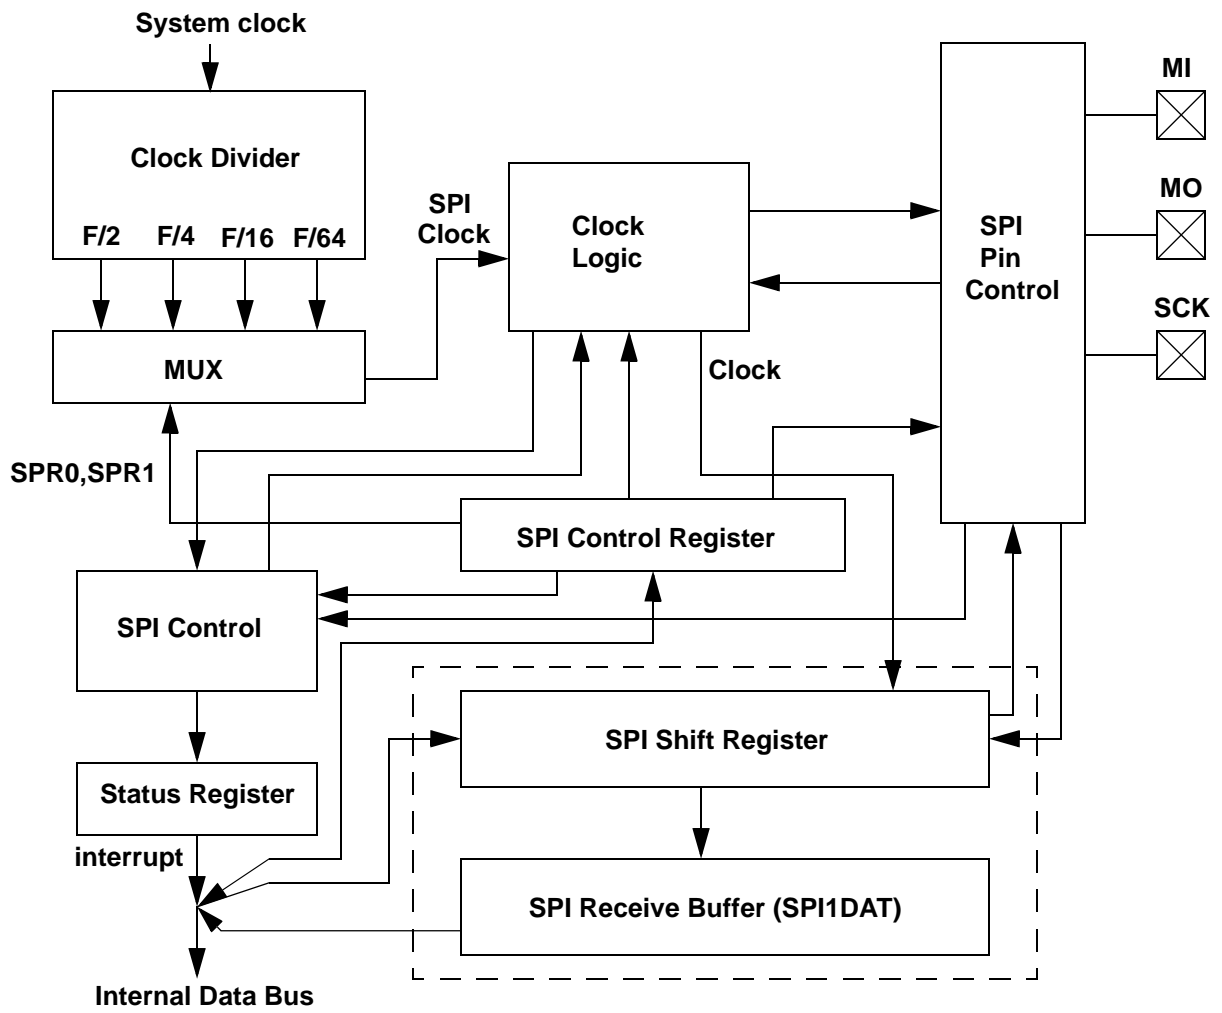 System clock
Clock Divider
F/2 F/4 F/16 F/64
MUX
SPR0,SPR1
SPI
Clock
Clock
Logic
Clock
SPI
Pin
Control
MI
MO
SCK
SPI Control Register
SPI Control
SPI Shift Register
Status Register
interrupt
SPI Receive Buffer (SPI1DAT)
Internal Data Bus